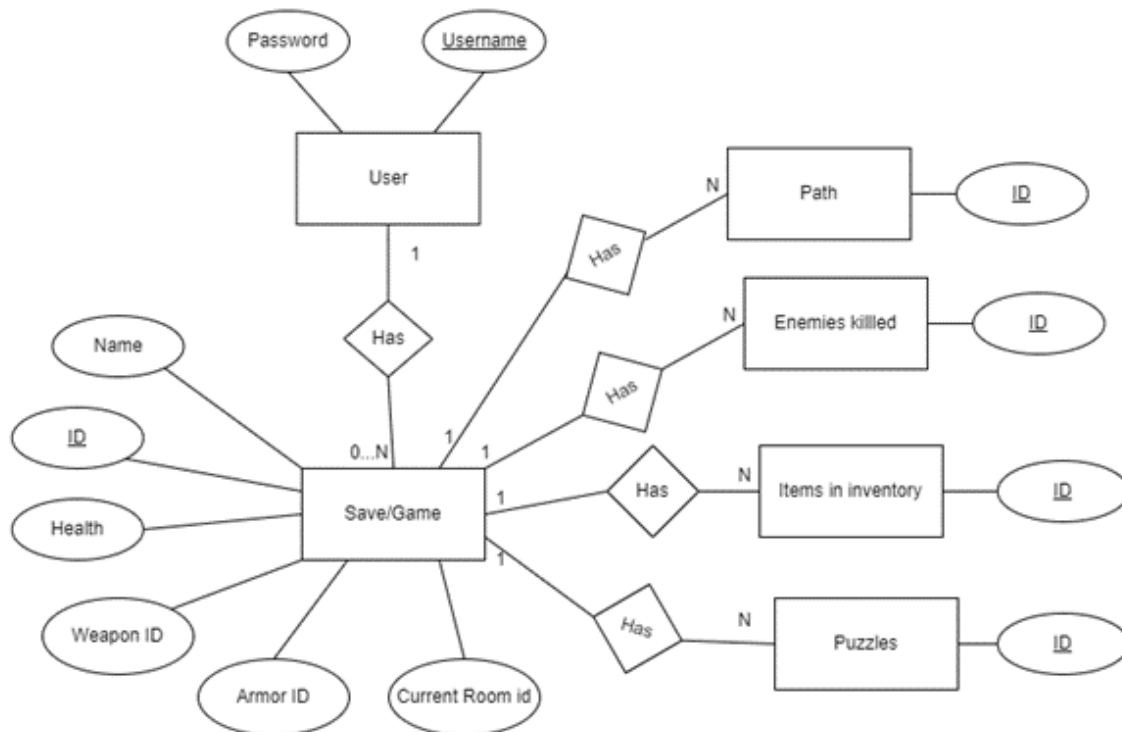 Password
Username
User
1
Has
0...N
Name
ID
Health
Weapon ID
Armor ID
Current Room id
Save/Game
1
Has
N
Path
ID
1
Has
N
Enemies killled
ID
1
Has
N
Items in inventory
ID
1
Has
N
Puzzles
ID